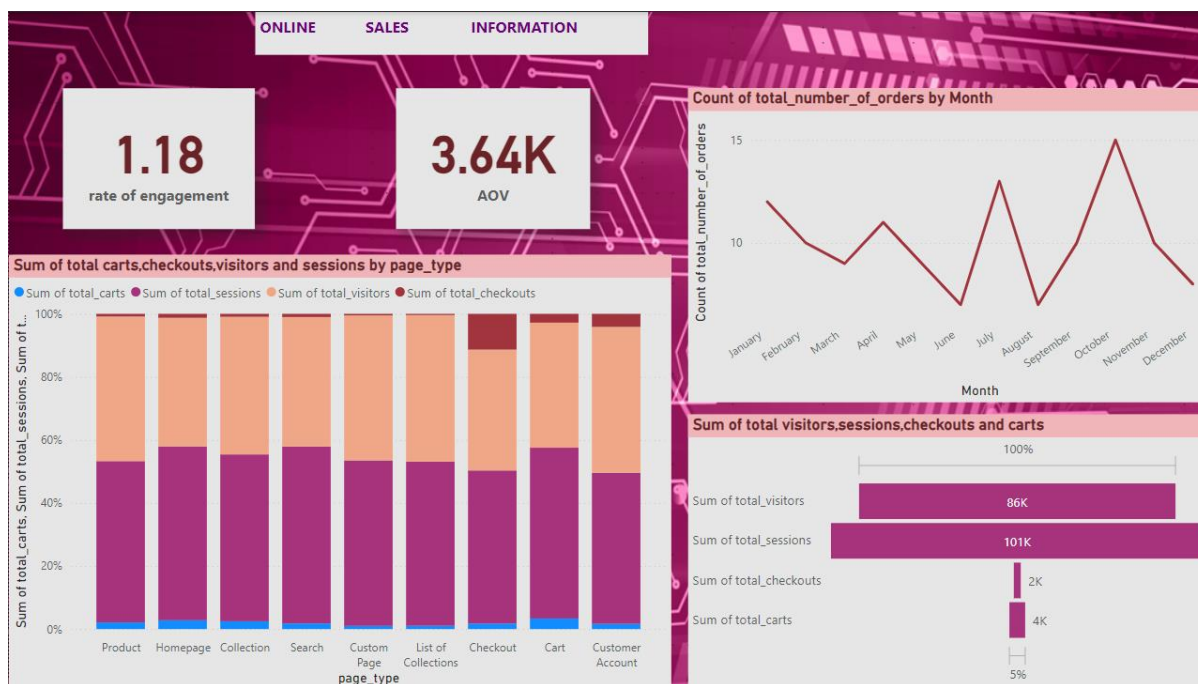 ONLINE SALES INFORMATION
1.18
rate of engagement
3.64K
AOV
Count of total_number_of_orders by Month
Count of total_number_of_orders
15
10
January
February
March
April
May
June
July
August
September
October
November
December
Month
Sum of total carts,checkouts,visitors and sessions by page_type
Sum of total_carts Sum of total_sessions Sum of total_visitors Sum of total_checkouts
Sum of total_carts, Sum of total_sessions, Sum of t...
100%
80%
60%
40%
20%
0%
Product
Homepage
Collection
Search
Custom
Page
List of
Collections
Checkout
Cart
Customer
Account
page_type
Sum of total visitors,sessions,checkouts and carts
100%
Sum of total_visitors 86K
Sum of total_sessions 101K
Sum of total_checkouts 2K
Sum of total_carts 4K
5%